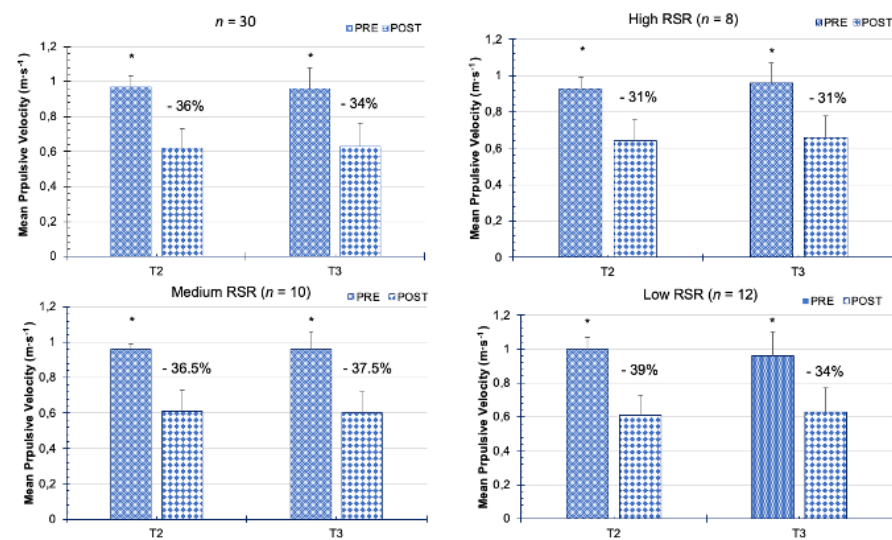 n = 30
PRE POST
Mean Prpulsive Velocity (m·s⁻¹)
1,2
1
0,8
0,6
0,4
0,2
0
*
- 36%
*
- 34%
T2
T3
High RSR (n = 8)
PRE POST
Mean Prpulsive Velocity (m·s⁻¹)
1,2
1
0,8
0,6
0,4
0,2
0
*
- 31%
*
- 31%
T2
T3
Medium RSR (n = 10)
PRE POST
Mean Prpulsive Velocity (m·s⁻¹)
1,2
1
0,8
0,6
0,4
0,2
0
*
- 36.5%
*
- 37.5%
T2
T3
Low RSR (n = 12)
PRE POST
Mean Prpulsive Velocity (m·s⁻¹)
1,2
1
0,8
0,6
0,4
0,2
0
*
- 39%
*
- 34%
T2
T3